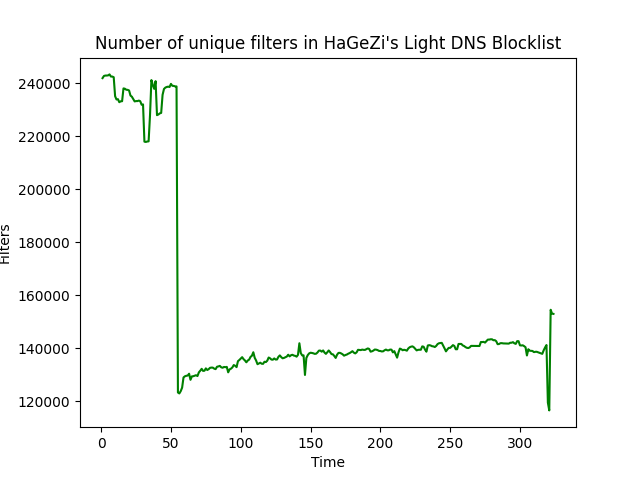 Number of unique filters in HaGeZi's Light DNS Blocklist
240000
220000
200000
180000
160000
140000
120000
Filters
0 50 100 150 200 250 300
Time